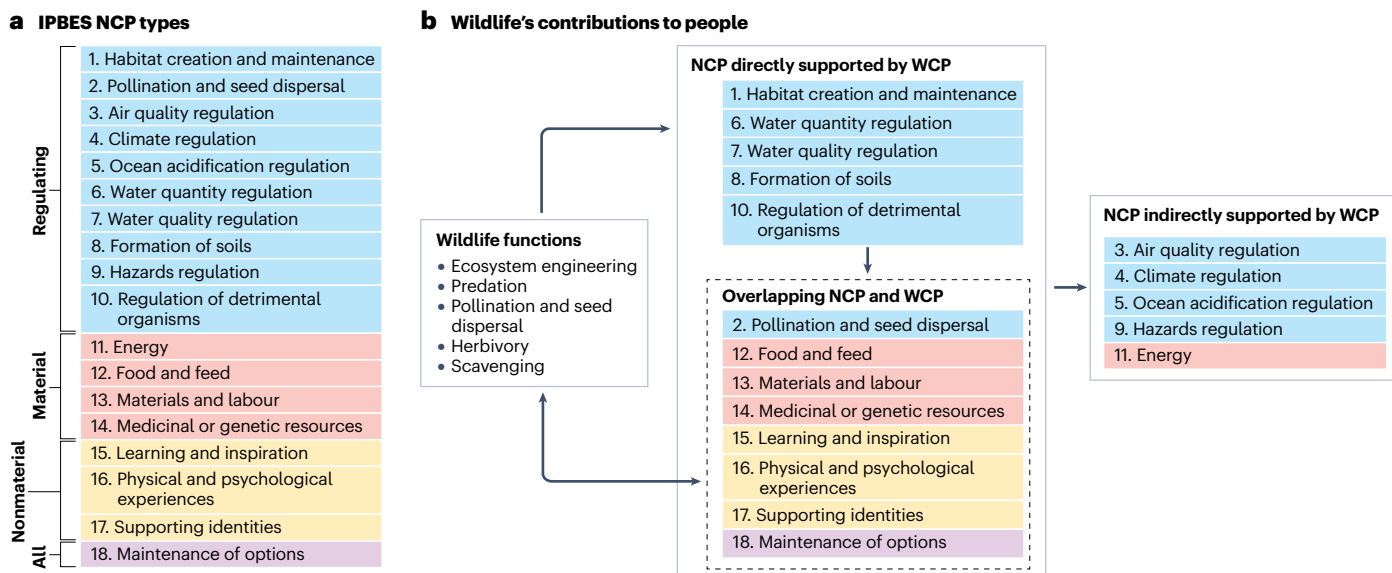 a IPBES NCP types
Regulating
1. Habitat creation and maintenance
2. Pollination and seed dispersal
3. Air quality regulation
4. Climate regulation
5. Ocean acidification regulation
6. Water quantity regulation
7. Water quality regulation
8. Formation of soils
9. Hazards regulation
10. Regulation of detrimental
organisms
Material
11. Energy
12. Food and feed
13. Materials and labour
14. Medicinal or genetic resources
Nonmaterial
15. Learning and inspiration
16. Physical and psychological
experiences
17. Supporting identities
All
18. Maintenance of options
b Wildlife's contributions to people
Wildlife functions
• Ecosystem engineering
• Predation
• Pollination and seed
dispersal
• Herbivory
• Scavenging
NCP directly supported by WCP
1. Habitat creation and maintenance
6. Water quantity regulation
7. Water quality regulation
8. Formation of soils
10. Regulation of detrimental
organisms
Overlapping NCP and WCP
2. Pollination and seed dispersal
12. Food and feed
13. Materials and labour
14. Medicinal or genetic resources
15. Learning and inspiration
16. Physical and psychological
experiences
17. Supporting identities
18. Maintenance of options
NCP indirectly supported by WCP
3. Air quality regulation
4. Climate regulation
5. Ocean acidification regulation
9. Hazards regulation
11. Energy